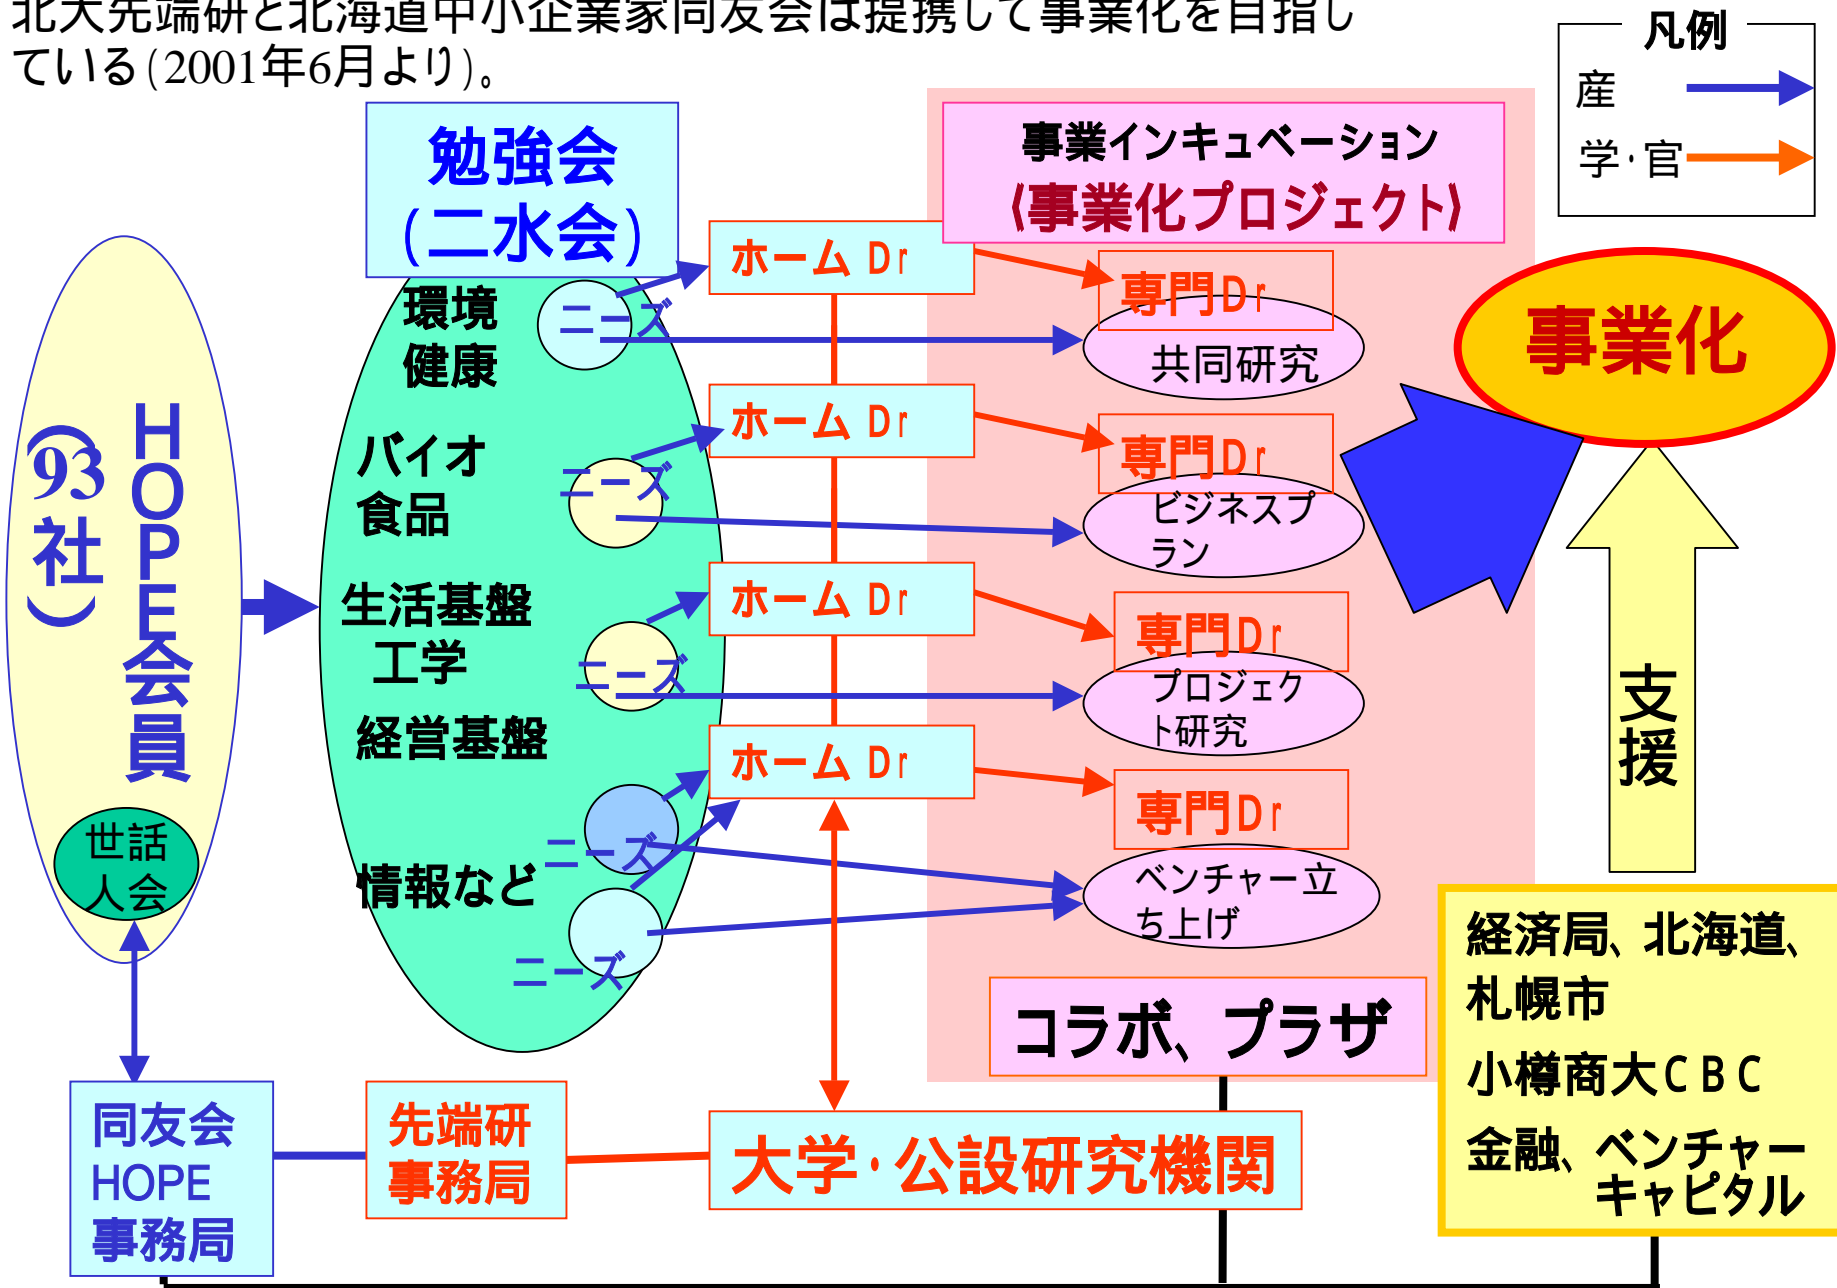 北大先端研と北海道中小企業家同友会は提携して事業化を目指し
ている(2001年6月より)。
凡例
産
学・官
勉強会
(二水会)
事業インキュベーション
(事業化プロジェクト)
HOPE会員
(93社)
世話
人会
環境
健康
バイオ
食品
生活基盤
工学
経営基盤
情報など
ニーズ
ニーズ
ニーズ
ニーズ
ニーズ
ホーム Dr
ホーム Dr
ホーム Dr
ホーム Dr
専門Dr
共同研究
専門Dr
ビジネスプ
ラン
専門Dr
プロジェク
ト研究
専門Dr
ベンチャー立
ち上げ
事業化
支援
コラボ、プラザ
経済局、北海道、
札幌市
小樽商大CBC
金融、ベンチャー
キャピタル
同友会
HOPE
事務局
先端研
事務局
大学・公設研究機関